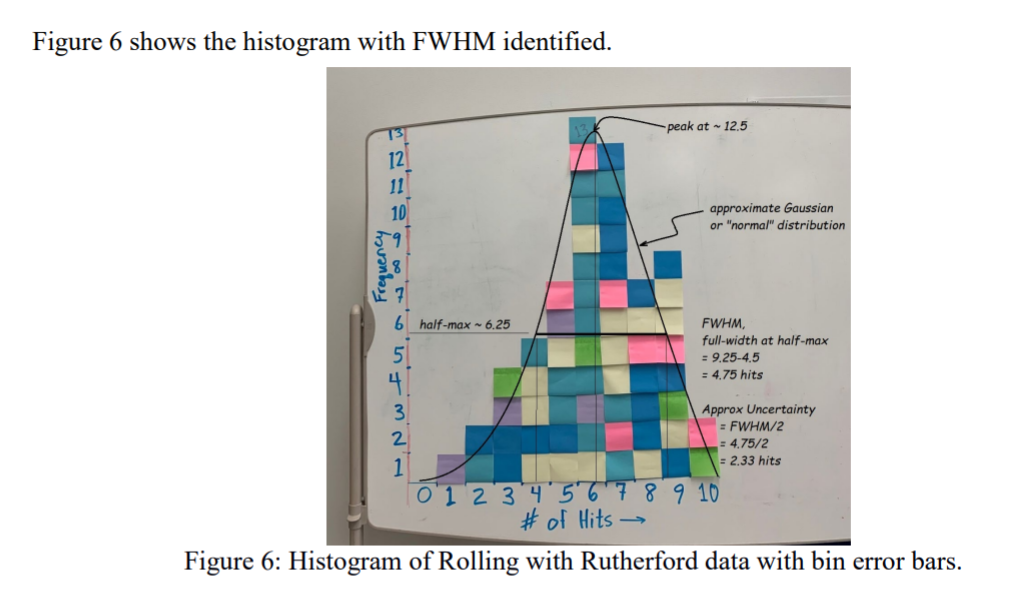 Figure 6 shows the histogram with FWHM identified.
13
peak at ~ 12.5
13
12
11
10
approximate Gaussian
or "normal" distribution
9
8
7
Frequency
6
half-max ~ 6.25
FWHM,
full-width at half-max
= 9.25-4.5
= 4.75 hits
5
4
3
2
1
Approx Uncertainty
= FWHM/2
= 4.75/2
= 2.33 hits
0 1 2 3 4 5 6 7 8 9 10
# of Hits →
Figure 6: Histogram of Rolling with Rutherford data with bin error bars.